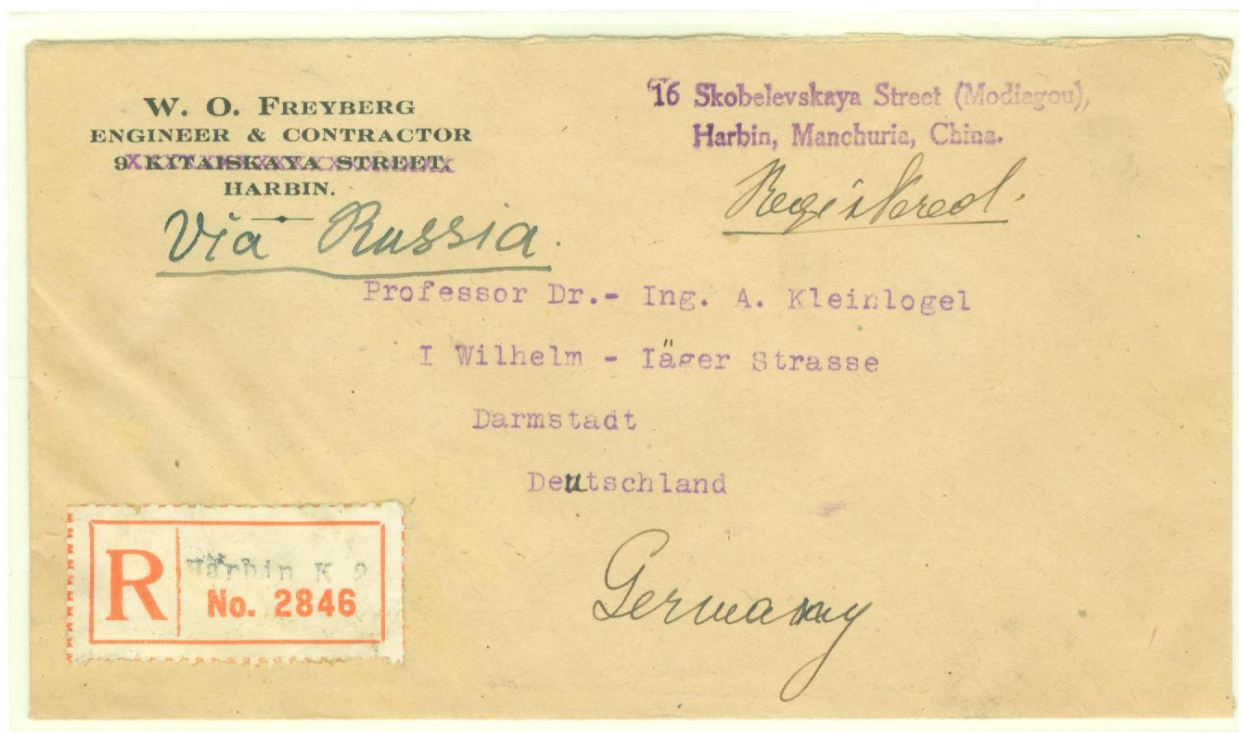 W. O. FREYBERG
ENGINEER & CONTRACTOR
9 KITAISKAYA STREET
HARBIN.
16 Skobelevskaya Street (Modiagou),
Harbin, Manchuria, China.
Registered.
Via Russia.
Professor Dr.- Ing. A. Kleinlogel
I Wilhelm - Iäger Strasse
Darmstadt
Deutschland
Germany
R
Harbin K 2
No. 2846